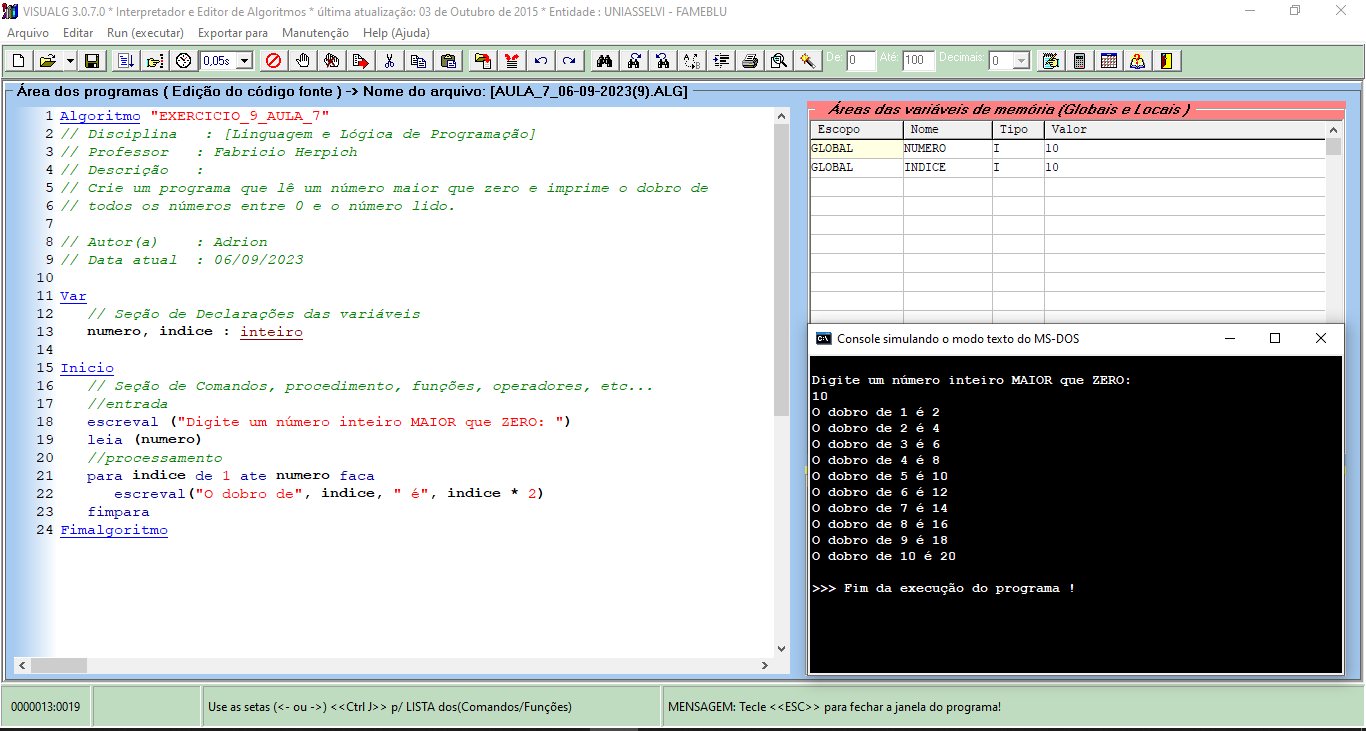 VISUALG 3.0.7.0 * Interpretador e Editor de Algoritmos * última atualização: 03 de Outubro de 2015 * Entidade : UNIASSELVI - FAMEBLU
Arquivo Editar Run (executar) Exportar para Manutenção Help (Ajuda)
0,05s De: 0 Até: 100 Decimais: 0
Área dos programas ( Edição do código fonte ) -> Nome do arquivo: [AULA_7_06-09-2023(9).ALG]
1 Algoritmo "EXERCICIO_9_AULA_7"
2 // Disciplina : [Linguagem e Lógica de Programação]
3 // Professor : Fabricio Herpich
4 // Descrição :
5 // Crie um programa que lê um número maior que zero e imprime o dobro de
6 // todos os números entre 0 e o número lido.
7
8 // Autor(a) : Adrion
9 // Data atual : 06/09/2023
10
11 Var
12 // Seção de Declarações das variáveis
13 numero, indice : inteiro
14
15 Inicio
16 // Seção de Comandos, procedimento, funções, operadores, etc...
17 //entrada
18 escreval ("Digite um número inteiro MAIOR que ZERO: ")
19 leia (numero)
20 //processamento
21 para indice de 1 ate numero faca
22 escreval("O dobro de", indice, " é", indice * 2)
23 fimpara
24 Fimalgoritmo
Áreas das variáveis de memória (Globais e Locais )
Escopo Nome Tipo Valor
GLOBAL NUMERO I 10
GLOBAL INDICE I 10
Console simulando o modo texto do MS-DOS
Digite um número inteiro MAIOR que ZERO:
10
O dobro de 1 é 2
O dobro de 2 é 4
O dobro de 3 é 6
O dobro de 4 é 8
O dobro de 5 é 10
O dobro de 6 é 12
O dobro de 7 é 14
O dobro de 8 é 16
O dobro de 9 é 18
O dobro de 10 é 20
>>> Fim da execução do programa !
0000013:0019 Use as setas (<- ou ->) <<Ctrl J>> p/ LISTA dos(Comandos/Funções) MENSAGEM: Tecle <<ESC>> para fechar a janela do programa!